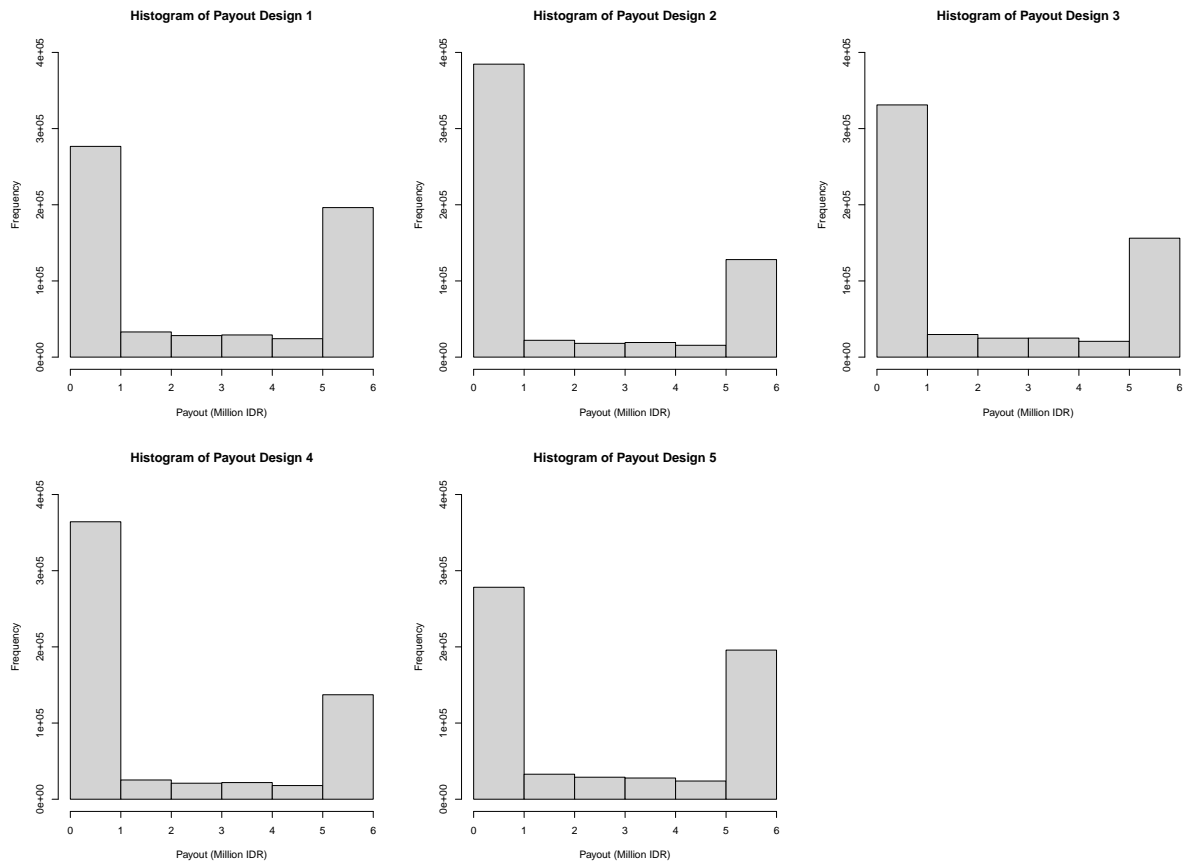 Histogram of Payout Design 1
Frequency
0e+00 1e+05 2e+05 3e+05 4e+05
0 1 2 3 4 5 6
Payout (Million IDR)
Histogram of Payout Design 2
Frequency
0e+00 1e+05 2e+05 3e+05 4e+05
0 1 2 3 4 5 6
Payout (Million IDR)
Histogram of Payout Design 3
Frequency
0e+00 1e+05 2e+05 3e+05 4e+05
0 1 2 3 4 5 6
Payout (Million IDR)
Histogram of Payout Design 4
Frequency
0e+00 1e+05 2e+05 3e+05 4e+05
0 1 2 3 4 5 6
Payout (Million IDR)
Histogram of Payout Design 5
Frequency
0e+00 1e+05 2e+05 3e+05 4e+05
0 1 2 3 4 5 6
Payout (Million IDR)